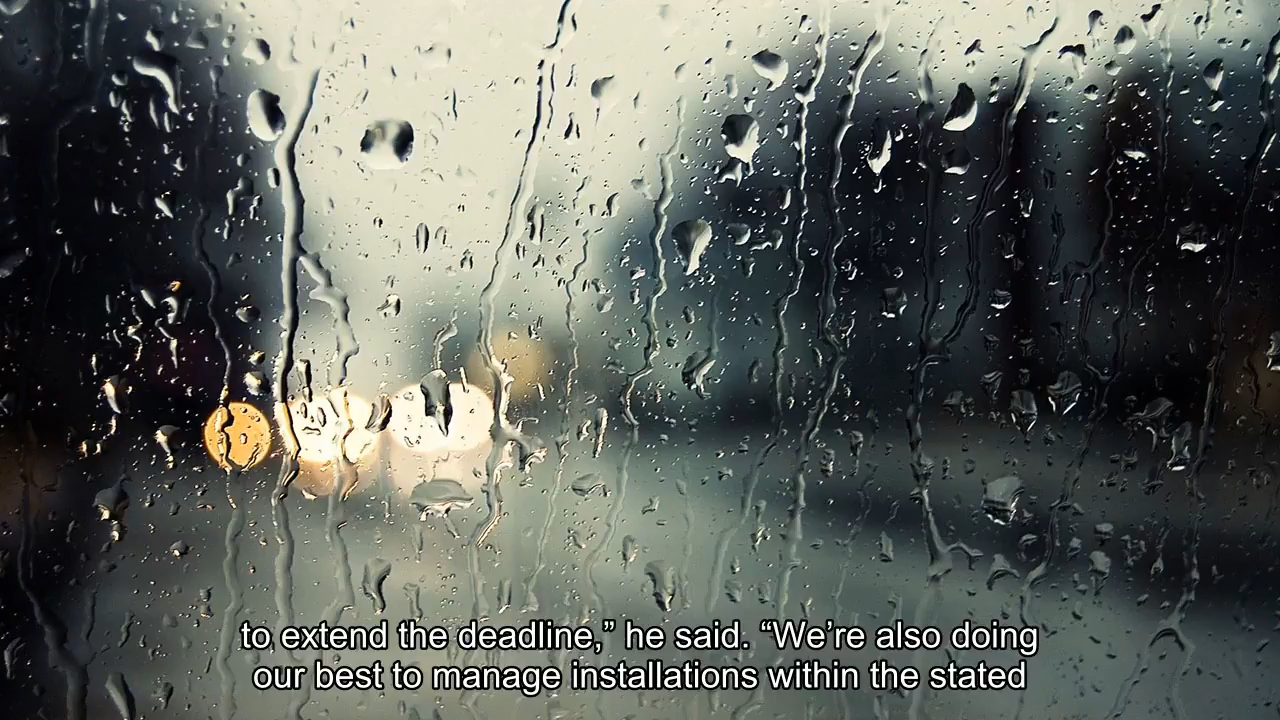 to extend the deadline,” he said. “We’re also doing
our best to manage installations within the stated